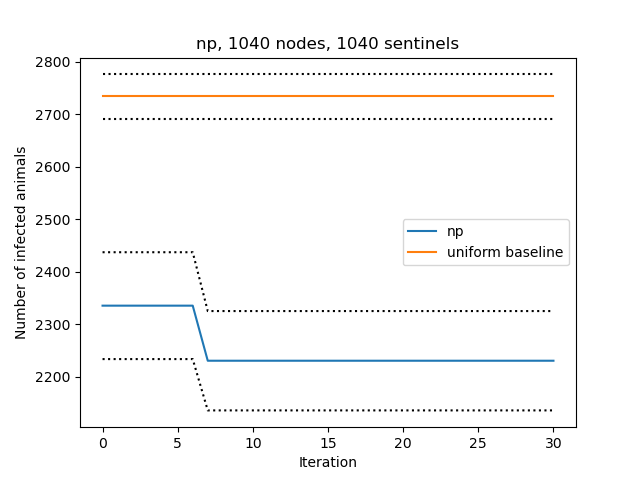 np, 1040 nodes, 1040 sentinels
2800
2700
2600
2500
2400
2300
2200
Number of infected animals
np
uniform baseline
0 5 10 15 20 25 30
Iteration